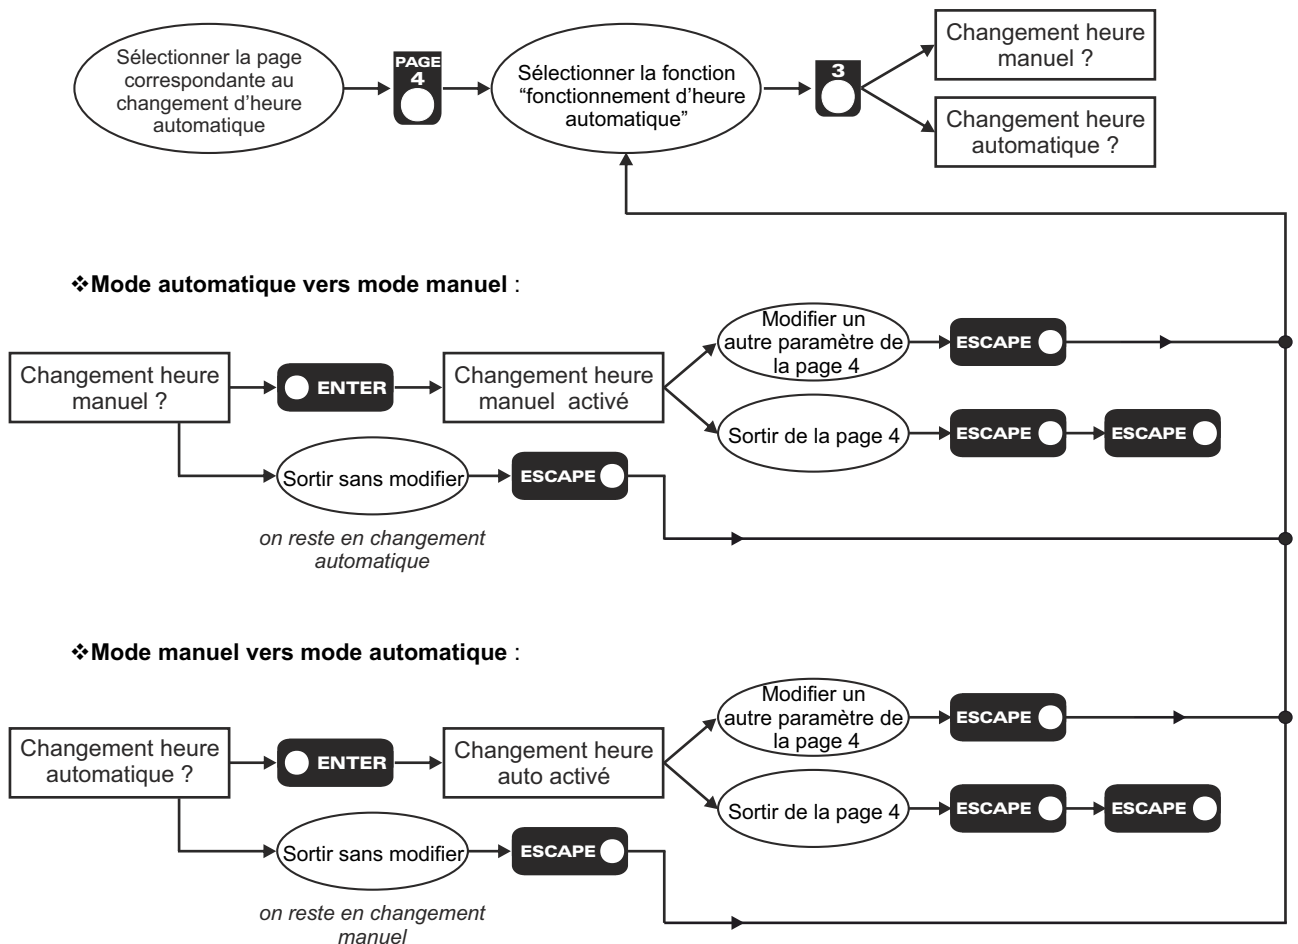 Sélectionner la page
correspondante au
changement d'heure
automatique
PAGE
4
Sélectionner la fonction
“fonctionnement d'heure
automatique”
3
Changement heure
manuel ?
Changement heure
automatique ?
❖Mode automatique vers mode manuel :
Changement heure
manuel ?
ENTER
Changement heure
manuel activé
Modifier un
autre paramètre de
la page 4
ESCAPE
Sortir de la page 4
ESCAPE
ESCAPE
Sortir sans modifier
ESCAPE
on reste en changement
automatique
❖Mode manuel vers mode automatique :
Changement heure
automatique ?
ENTER
Changement heure
auto activé
Modifier un
autre paramètre de
la page 4
ESCAPE
Sortir de la page 4
ESCAPE
ESCAPE
Sortir sans modifier
ESCAPE
on reste en changement
manuel